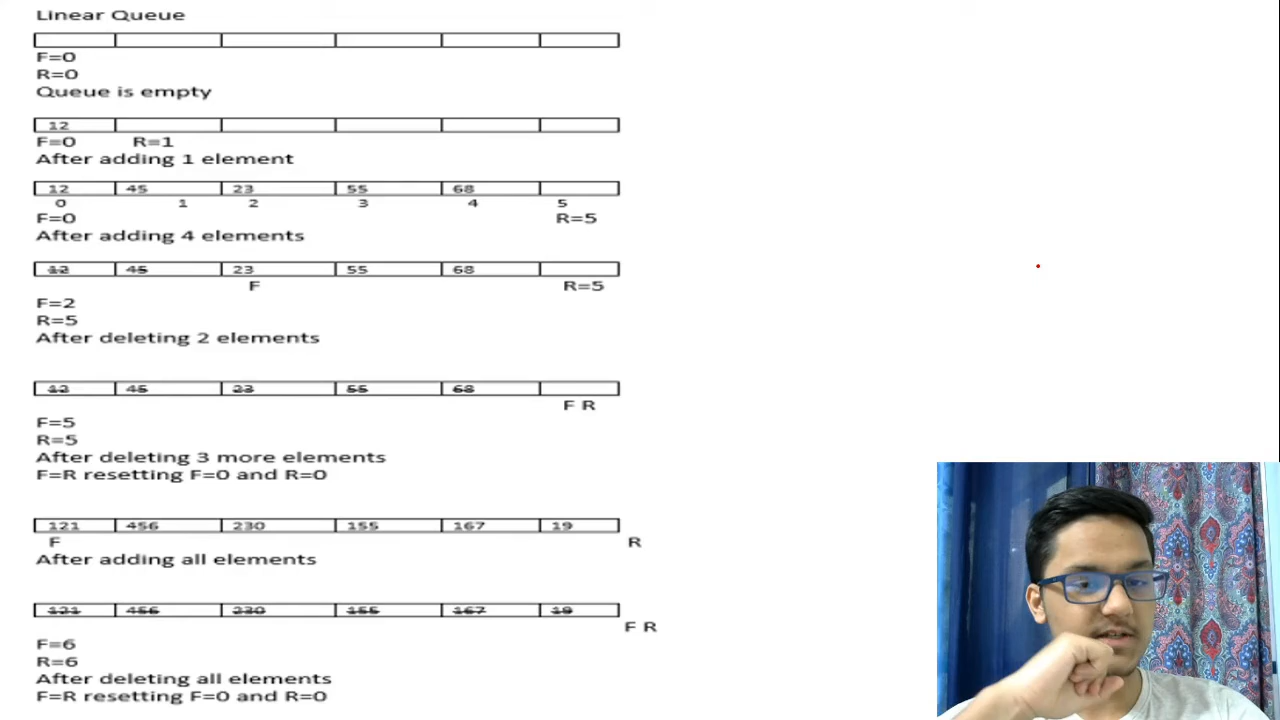 Linear Queue
F=0
R=0
Queue is empty
12
F=0 R=1
After adding 1 element
12 45 23 55 68
0 1 2 3 4 5
F=0 R=5
After adding 4 elements
12 45 23 55 68
F R=5
F=2
R=5
After deleting 2 elements
12 45 23 55 68
F R
F=5
R=5
After deleting 3 more elements
F=R resetting F=0 and R=0
121 456 230 155 167 19
F R
After adding all elements
121 456 230 155 167 19
F R
F=6
R=6
After deleting all elements
F=R resetting F=0 and R=0